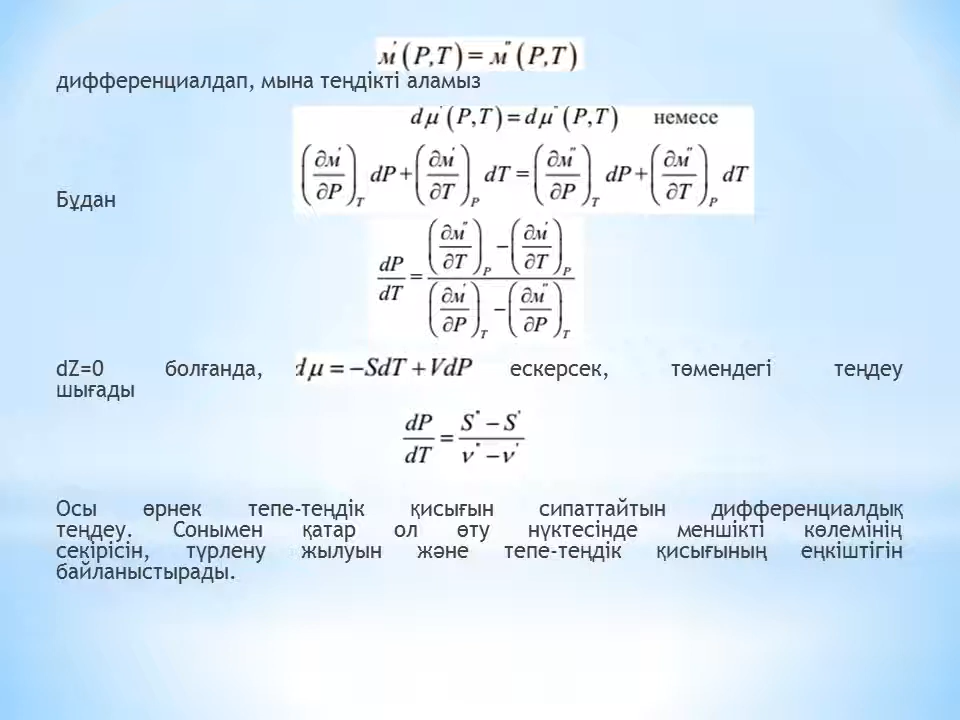 м′(P,T) = м″(P,T)
дифференциалдап, мына теңдікті аламыз
dμ′(P,T) = dμ″(P,T) немесе
(∂м′/∂P)_T dP + (∂м′/∂T)_P dT = (∂м″/∂P)_T dP + (∂м″/∂T)_P dT
Бұдан
dP/dT = ((∂м″/∂T)_P − (∂м′/∂T)_P) / ((∂м′/∂P)_T − (∂м″/∂P)_T)
dZ=0 болғанда, dμ = −SdT + VdP ескерсек, төмендегі теңдеу
шығады
dP/dT = (S″ − S′) / (ν″ − ν′)
Осы өрнек тепе-теңдік қисығын сипаттайтын дифференциалдық
теңдеу. Сонымен қатар ол өту нүктесінде меншікті көлемінің
секірісін, түрлену жылуын және тепе-теңдік қисығының еңкіштігін
байланыстырады.